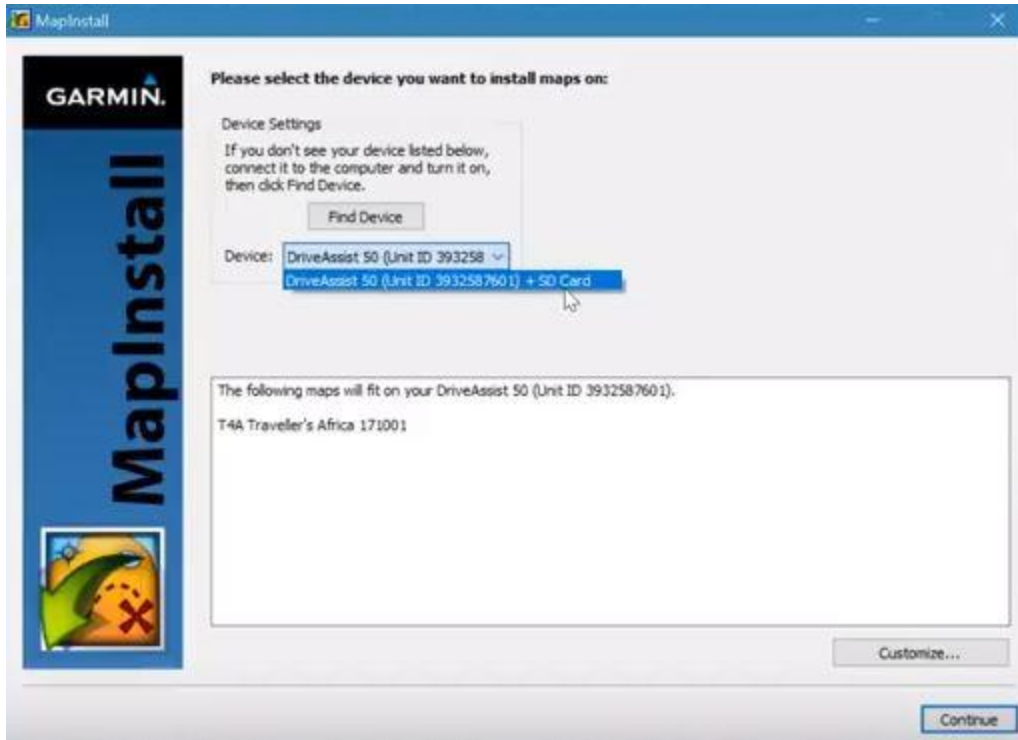 MapInstall
GARMIN.
MapInstall
Please select the device you want to install maps on:
Device Settings
If you don't see your device listed below,
connect it to the computer and turn it on,
then click Find Device.
Find Device
Device: DriveAssist 50 (Unit ID 393258
DriveAssist 50 (Unit ID 3932587601) + SD Card
The following maps will fit on your DriveAssist 50 (Unit ID 3932587601).
T4A Traveller's Africa 171001
Customize...
Continue